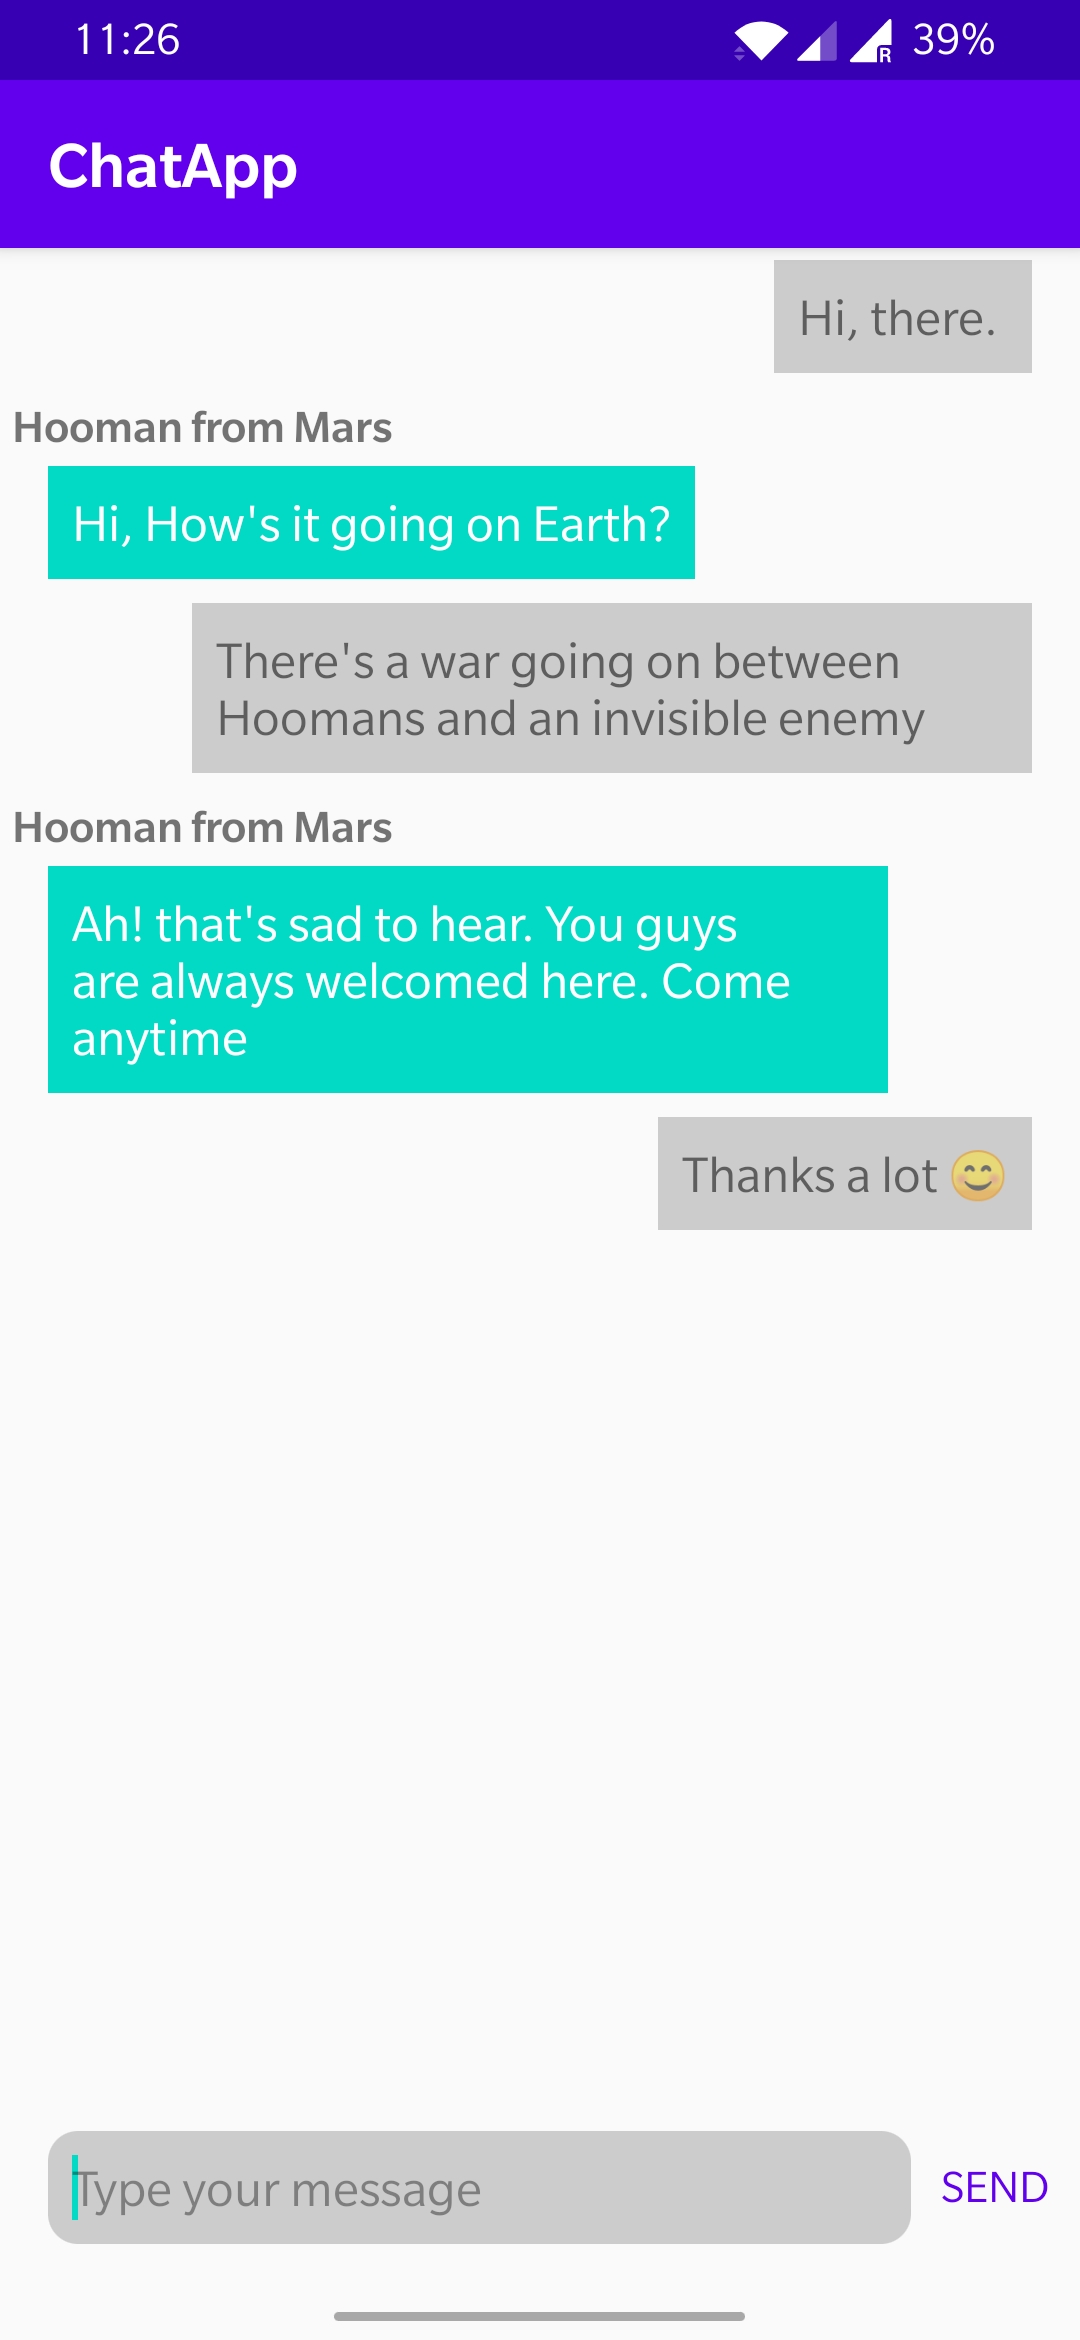 11:26
R 39%
ChatApp
Hi, there.
Hooman from Mars
Hi, How's it going on Earth?
There's a war going on between
Hoomans and an invisible enemy
Hooman from Mars
Ah! that's sad to hear. You guys
are always welcomed here. Come
anytime
Thanks a lot 😊
Type your message
SEND